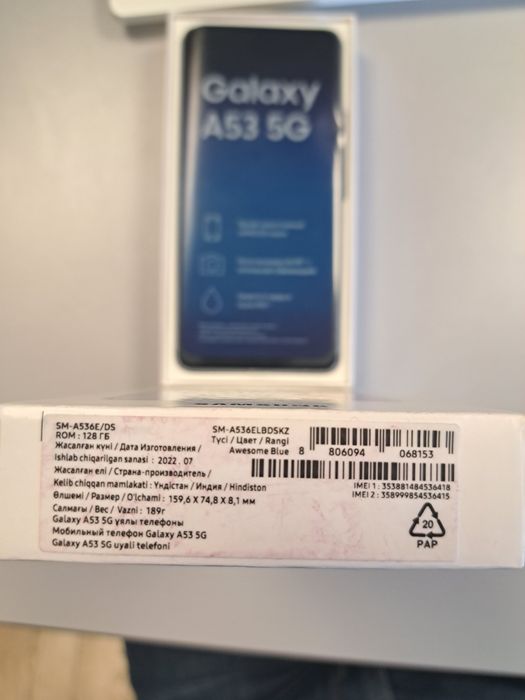 Galaxy
A53 5G
SAMSUNG
SM-A536E/DS
ROM : 128 ГБ
Жасалған күні / Дата Изготовления /
Ishlab chiqarilgan sanasi : 2022 . 07
Жасалған елі / Страна-производитель /
Kelib chiqqan mamlakati : Үндістан / Индия / Hindiston
Өлшемі / Размер / O'lchami : 159,6 X 74,8 X 8,1 мм
Салмағы / Вес / Vazni : 189г
Galaxy A53 5G ұялы телефоны
Мобильный телефон Galaxy A53 5G
Galaxy A53 5G uyali telefoni
SM-A536ELBDSKZ
Түсі / Цвет / Rangi
Awesome Blue
8 806094 068153
IMEI 1 : 353881484536418
IMEI 2 : 358999854536415
20
PAP